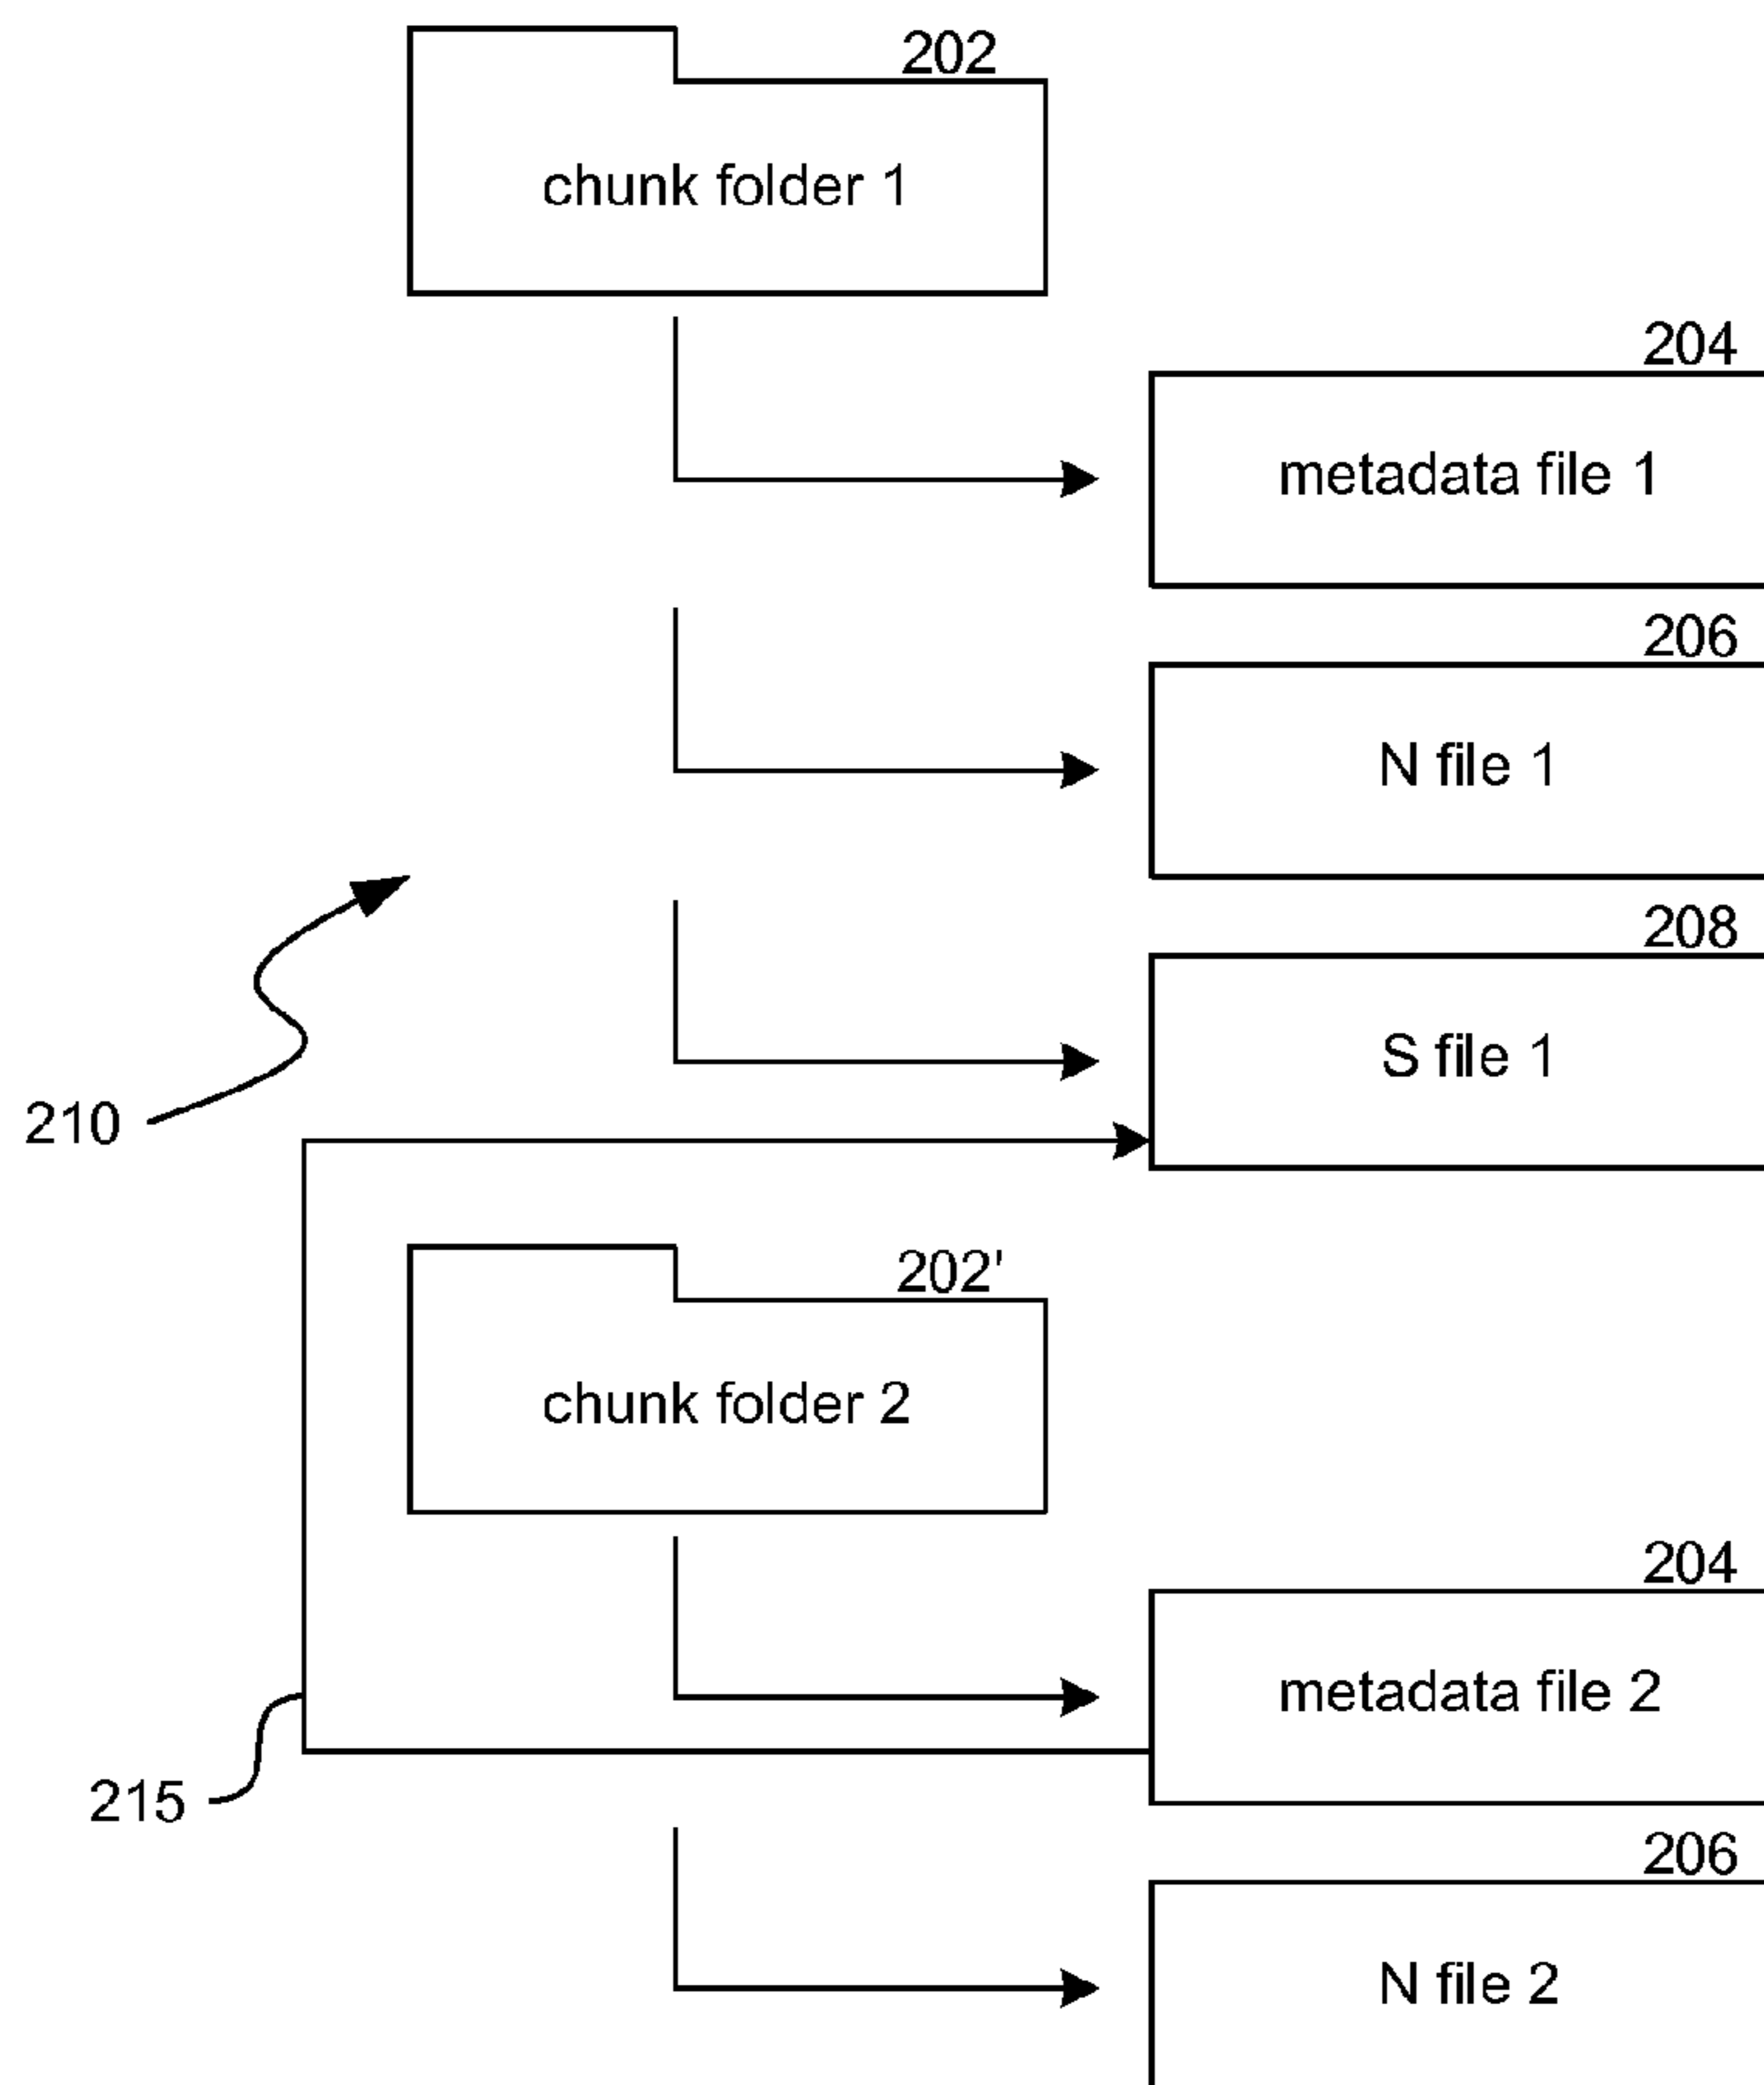 202
chunk folder 1
204
metadata file 1
206
N file 1
208
S file 1
210
202'
chunk folder 2
204
metadata file 2
215
206
N file 2